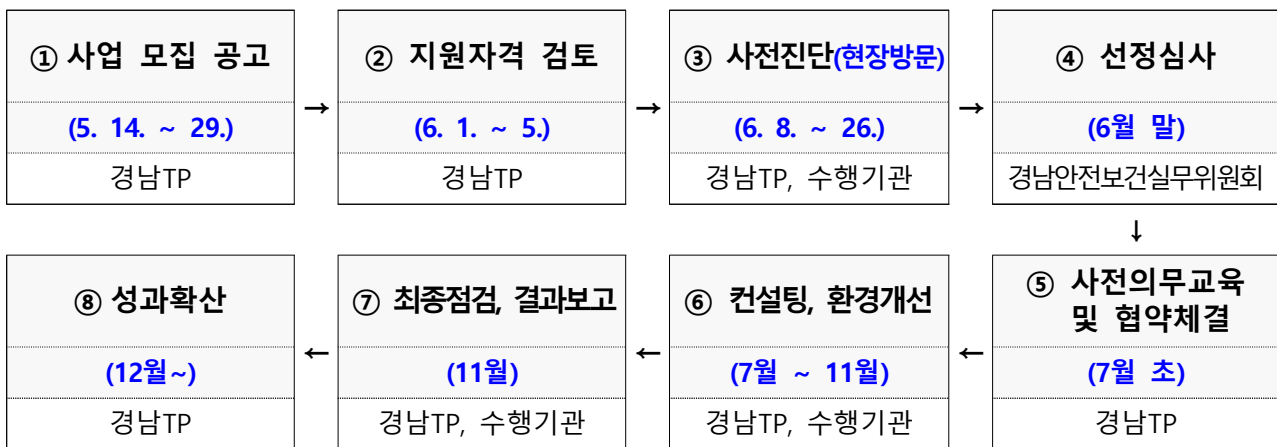 ① 사업 모집 공고
(5. 14. ~ 29.)
경남TP
→
② 지원자격 검토
(6. 1. ~ 5.)
경남TP
→
③ 사전진단(현장방문)
(6. 8. ~ 26.)
경남TP, 수행기관
→
④ 선정심사
(6월 말)
경남안전보건실무위원회
↓
⑤ 사전의무교육
및 협약체결
(7월 초)
경남TP
←
⑥ 컨설팅, 환경개선
(7월 ~ 11월)
경남TP, 수행기관
←
⑦ 최종점검, 결과보고
(11월)
경남TP, 수행기관
←
⑧ 성과확산
(12월~)
경남TP